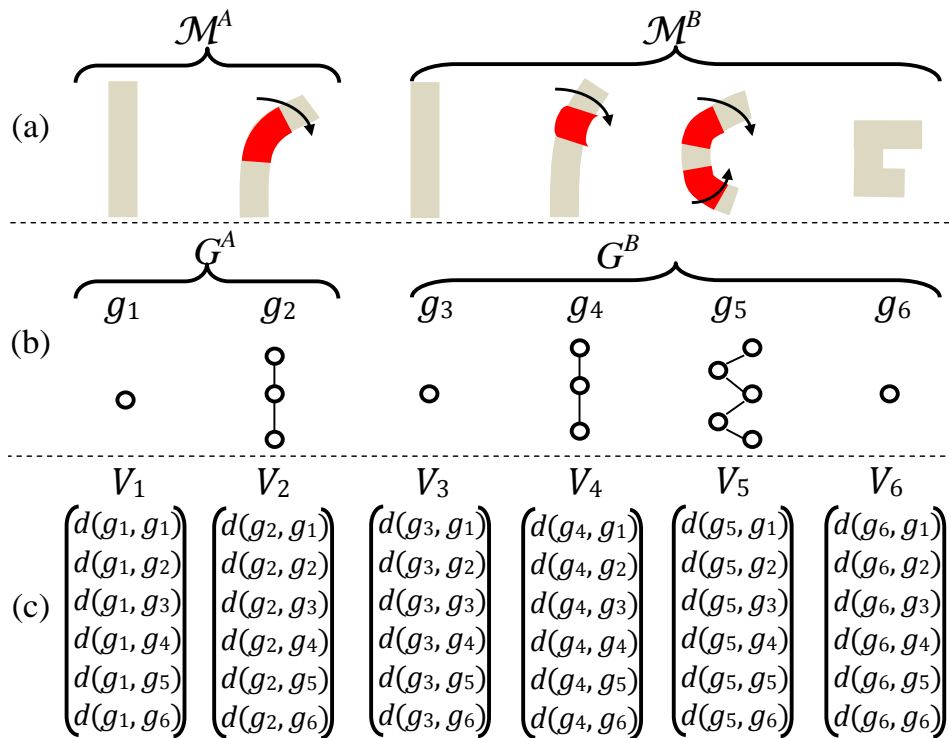 ℳᴬ ℳᴮ
(a)
Gᴬ Gᴮ
g₁ g₂ g₃ g₄ g₅ g₆
(b)
V₁ V₂ V₃ V₄ V₅ V₆
d(g₁, g₁) d(g₂, g₁) d(g₃, g₁) d(g₄, g₁) d(g₅, g₁) d(g₆, g₁)
d(g₁, g₂) d(g₂, g₂) d(g₃, g₂) d(g₄, g₂) d(g₅, g₂) d(g₆, g₂)
(c) d(g₁, g₃) d(g₂, g₃) d(g₃, g₃) d(g₄, g₃) d(g₅, g₃) d(g₆, g₃)
d(g₁, g₄) d(g₂, g₄) d(g₃, g₄) d(g₄, g₄) d(g₅, g₄) d(g₆, g₄)
d(g₁, g₅) d(g₂, g₅) d(g₃, g₅) d(g₄, g₅) d(g₅, g₅) d(g₆, g₅)
d(g₁, g₆) d(g₂, g₆) d(g₃, g₆) d(g₄, g₆) d(g₅, g₆) d(g₆, g₆)